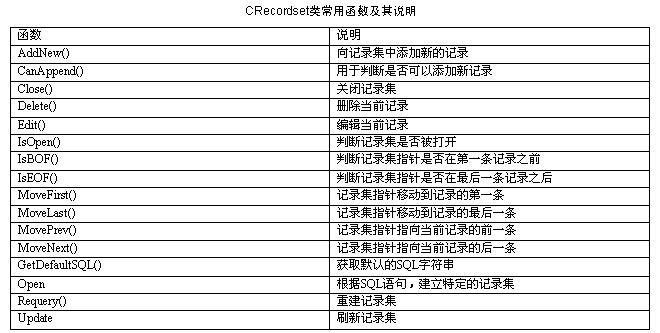 CRecordset类常用函数及其说明
函数 说明
AddNew() 向记录集中添加新的记录
CanAppend() 用于判断是否可以添加新记录
Close() 关闭记录集
Delete() 删除当前记录
Edit() 编辑当前记录
IsOpen() 判断记录集是否被打开
IsBOF() 判断记录集指针是否在第一条记录之前
IsEOF() 判断记录集指针是否在最后一条记录之后
MoveFirst() 记录集指针移动到记录的第一条
MoveLast() 记录集指针移动到记录的最后一条
MovePrev() 记录集指针指向当前记录的前一条
MoveNext() 记录集指针指向当前记录的后一条
GetDefaultSQL() 获取默认的SQL字符串
Open 根据SQL语句，建立特定的记录集
Requery() 重建记录集
Update 刷新记录集